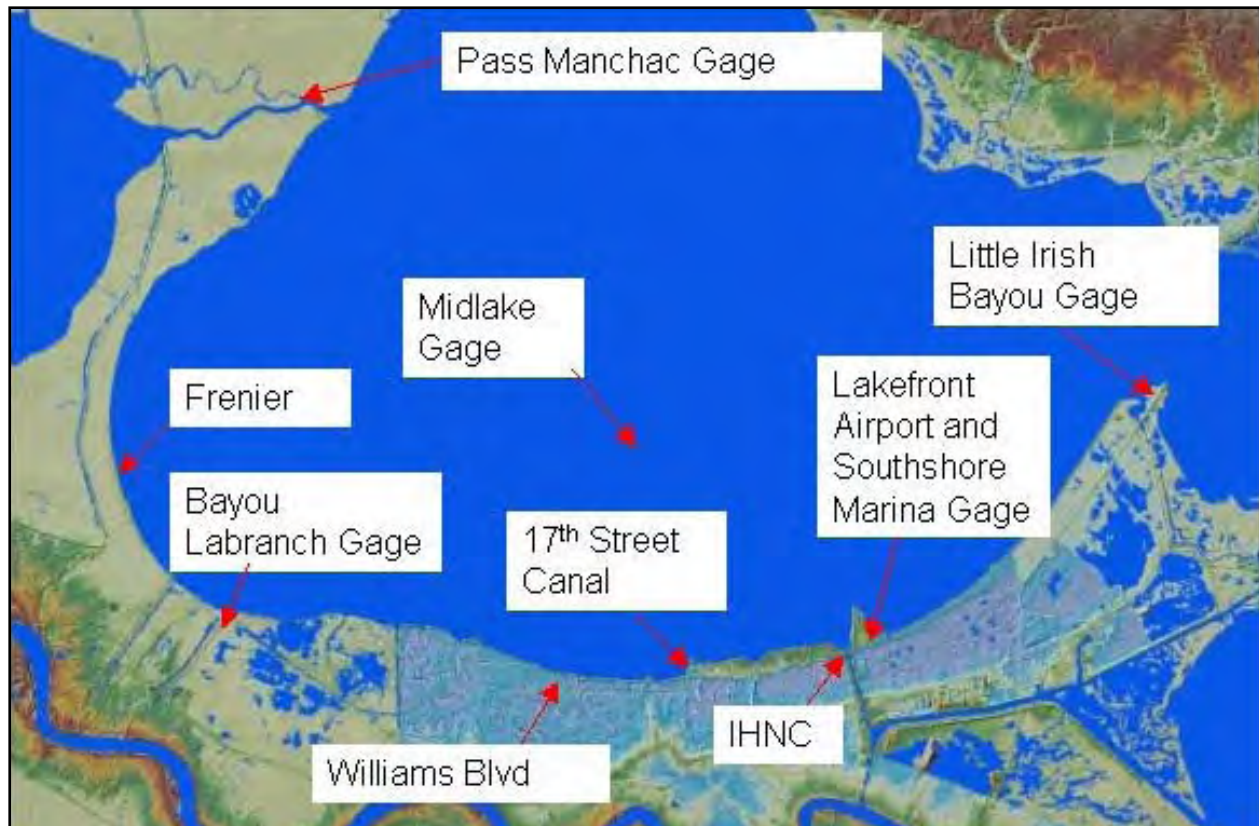 Pass Manchac Gage
Little Irish
Bayou Gage
Midlake
Gage
Lakefront
Airport and
Southshore
Marina Gage
Frenier
Bayou
Labranch Gage
17th Street
Canal
IHNC
Williams Blvd